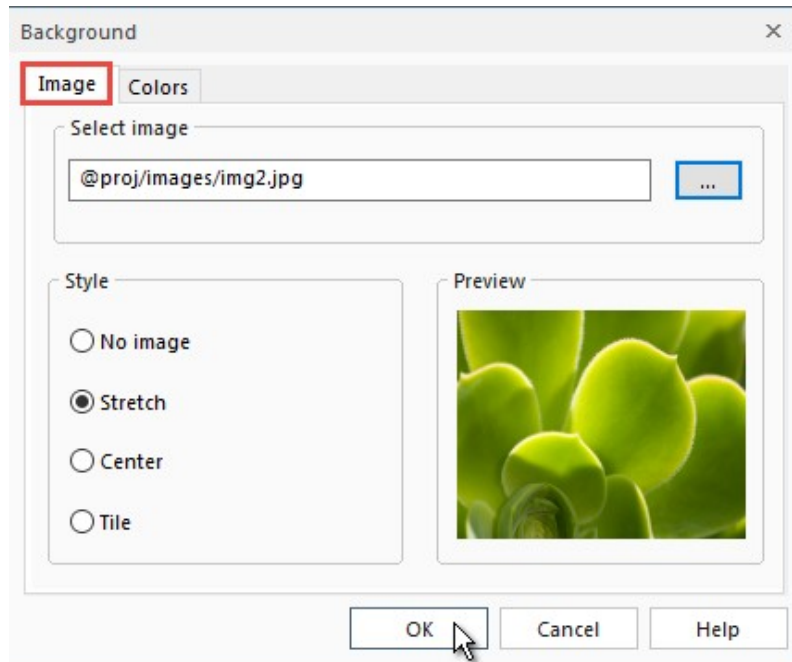 Background
Image Colors
Select image
@proj/images/img2.jpg ...
Style
No image
Stretch
Center
Tile
Preview
OK Cancel Help